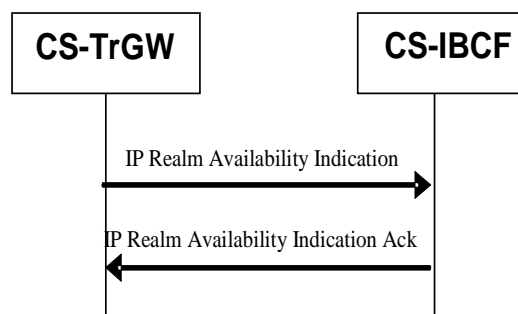 CS-TrGW
CS-IBCF
IP Realm Availability Indication
IP Realm Availability Indication Ack